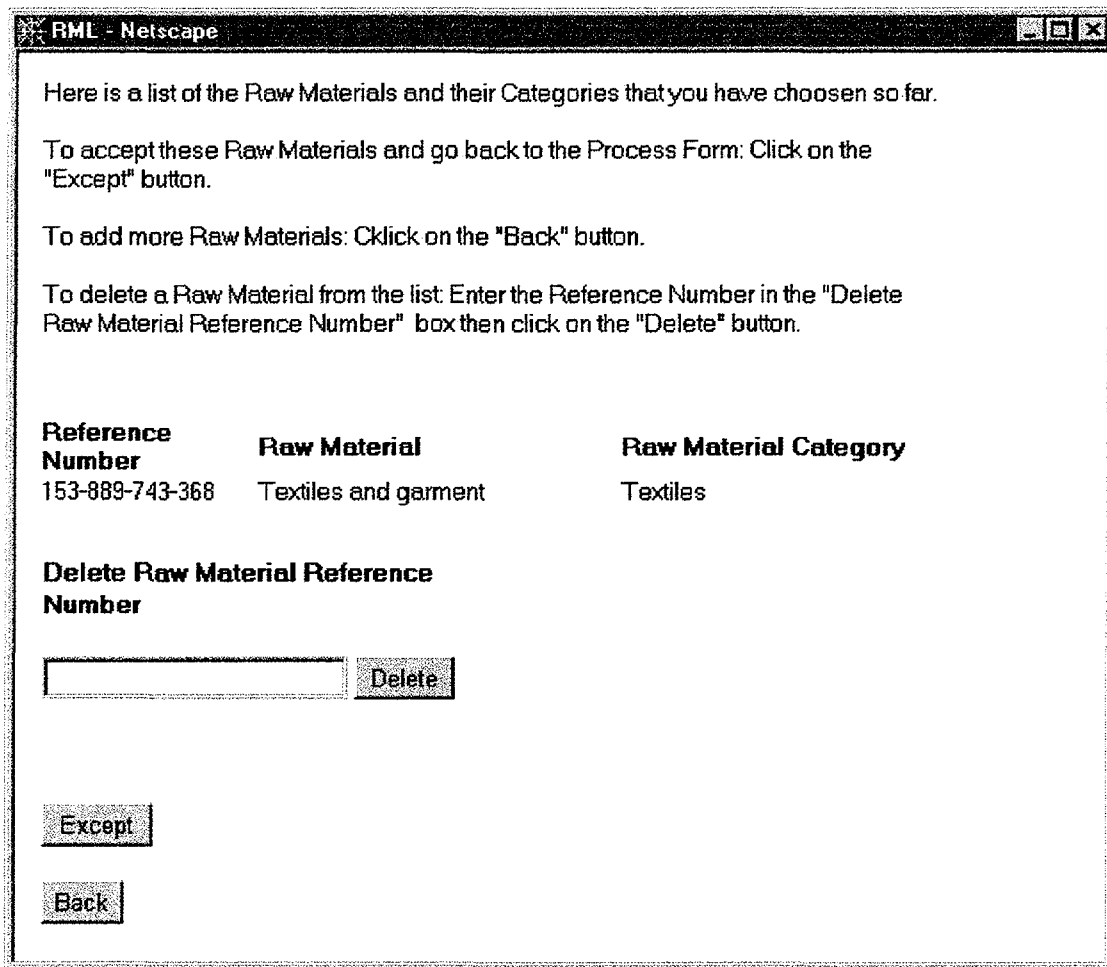 RML - Netscape
Here is a list of the Raw Materials and their Categories that you have choosen so far.
To accept these Raw Materials and go back to the Process Form: Click on the
"Except" button.
To add more Raw Materials: Cklick on the "Back" button.
To delete a Raw Material from the list: Enter the Reference Number in the "Delete
Raw Material Reference Number" box then click on the "Delete" button.
Reference
Number Raw Material Raw Material Category
153-889-743-368 Textiles and garment Textiles
Delete Raw Material Reference
Number
Delete
Except
Back